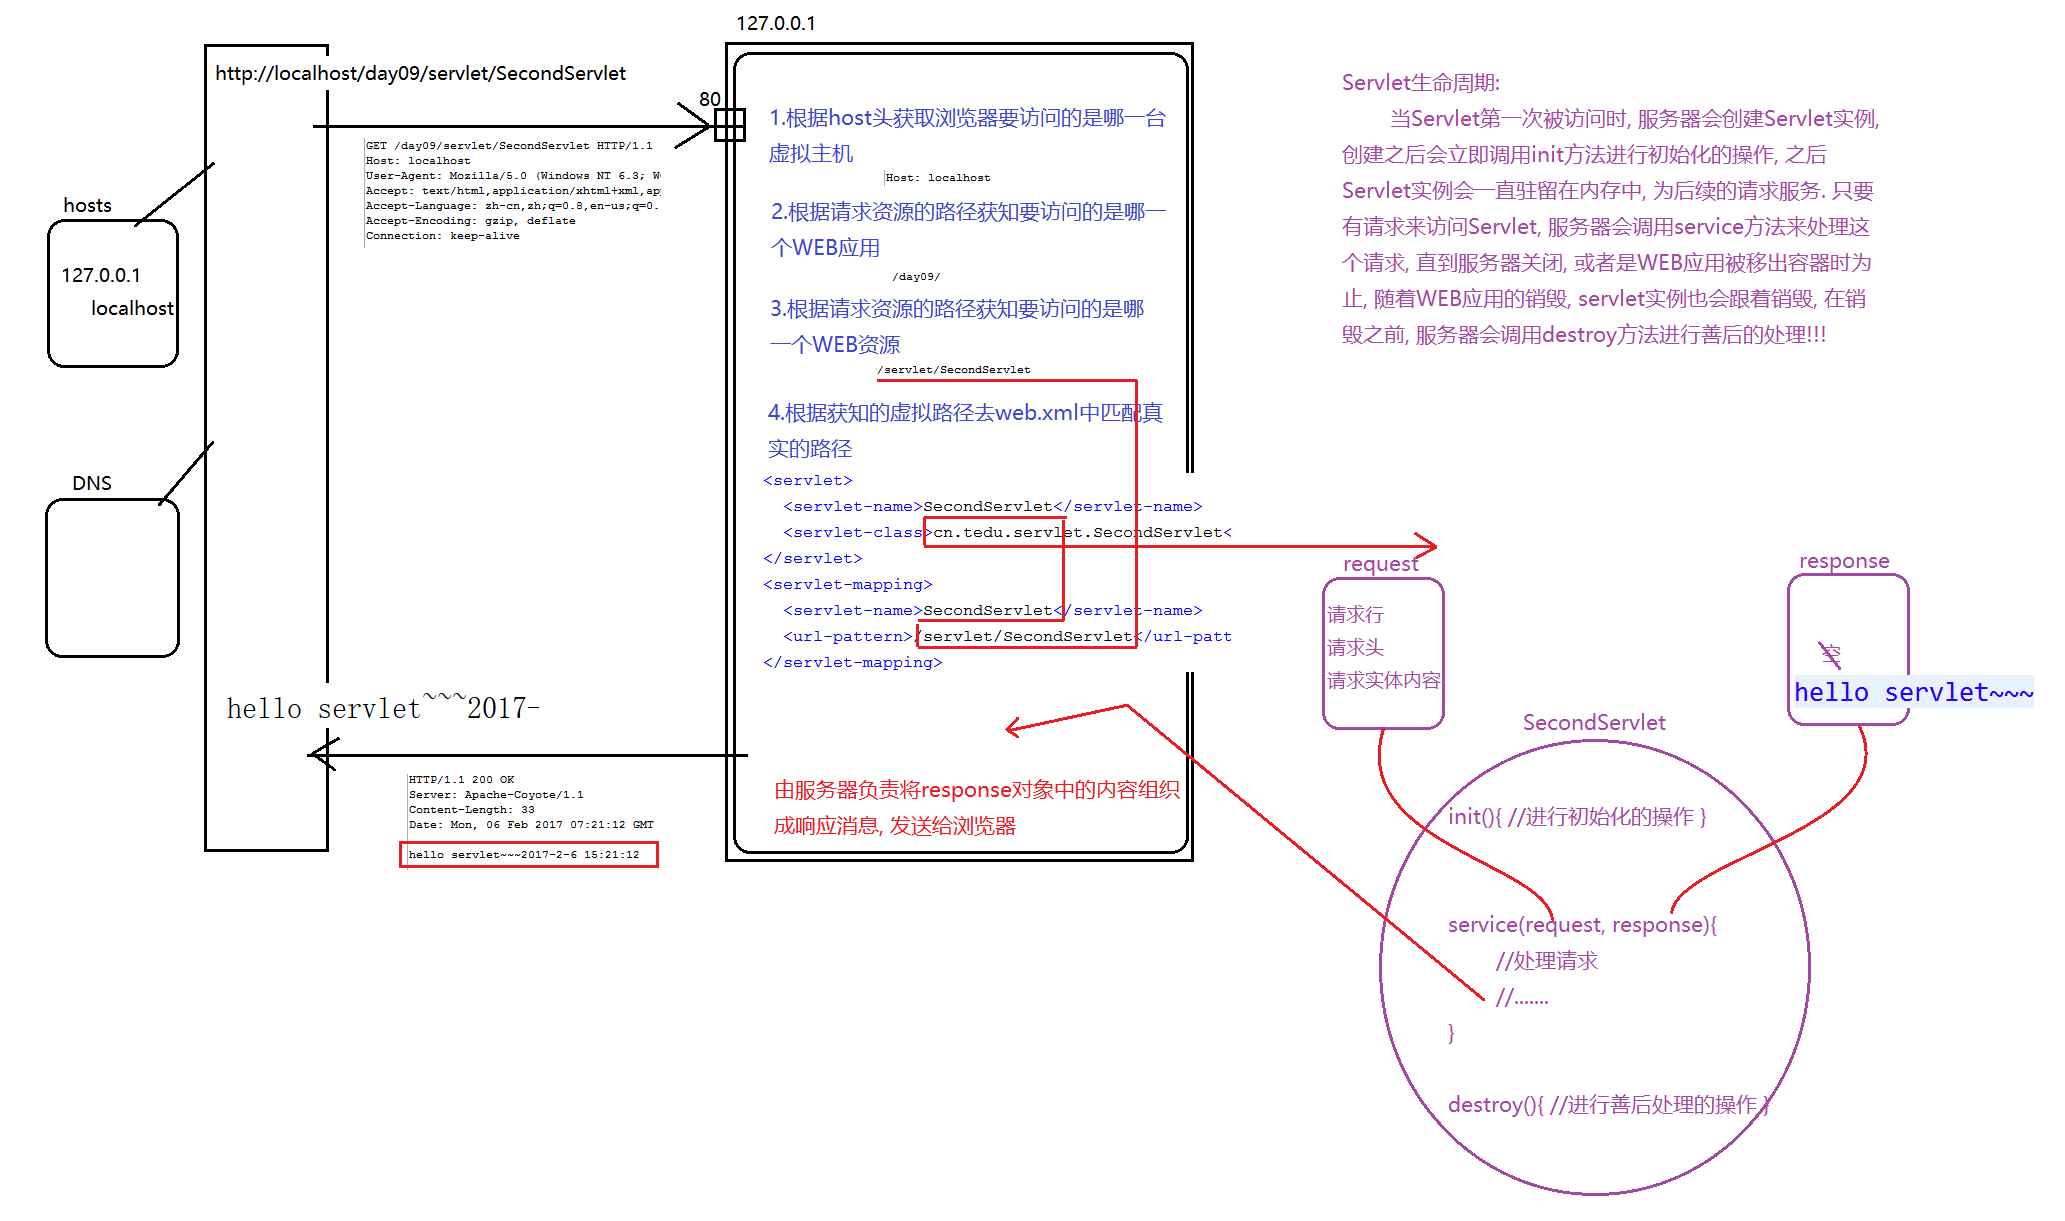 127.0.0.1
http://localhost/day09/servlet/SecondServlet
80
GET /day09/servlet/SecondServlet HTTP/1.1
Host: localhost
User-Agent: Mozilla/5.0 (Windows NT 6.3;
Accept: text/html,application/xhtml+xml,
Accept-Language: zh-cn,zh;q=0.8,en-us;q=0.
Accept-Encoding: gzip, deflate
Connection: keep-alive
hosts
127.0.0.1
localhost
DNS
hello servlet~~~2017-
HTTP/1.1 200 OK
Server: Apache-Coyote/1.1
Content-Length: 33
Date: Mon, 06 Feb 2017 07:21:12 GMT
hello servlet~~~2017-2-6 15:21:12
1.根据host头获取浏览器要访问的是哪一台
虚拟主机
Host: localhost
2.根据请求资源的路径获知要访问的是哪一
个WEB应用
/day09/
3.根据请求资源的路径获知要访问的是哪
一个WEB资源
/servlet/SecondServlet
4.根据获知的虚拟路径去web.xml中匹配真
实的路径
<servlet>
<servlet-name>SecondServlet</servlet-name>
<servlet-class>cn.tedu.servlet.SecondServlet<
</servlet>
<servlet-mapping>
<servlet-name>SecondServlet</servlet-name>
<url-pattern>/servlet/SecondServlet</url-patt
</servlet-mapping>
由服务器负责将response对象中的内容组织
成响应消息, 发送给浏览器
Servlet生命周期:
当Servlet第一次被访问时, 服务器会创建Servlet实例,
创建之后会立即调用init方法进行初始化的操作, 之后
Servlet实例会一直驻留在内存中, 为后续的请求服务. 只要
有请求来访问Servlet, 服务器会调用service方法来处理这
个请求, 直到服务器关闭, 或者是WEB应用被移出容器时为
止, 随着WEB应用的销毁, servlet实例也会跟着销毁, 在销
毁之前, 服务器会调用destroy方法进行善后的处理!!!
request
请求行
请求头
请求实体内容
response
空
hello servlet~~~
SecondServlet
init(){ //进行初始化的操作 }
service(request, response){
//处理请求
//.......
}
destroy(){ //进行善后处理的操作 }